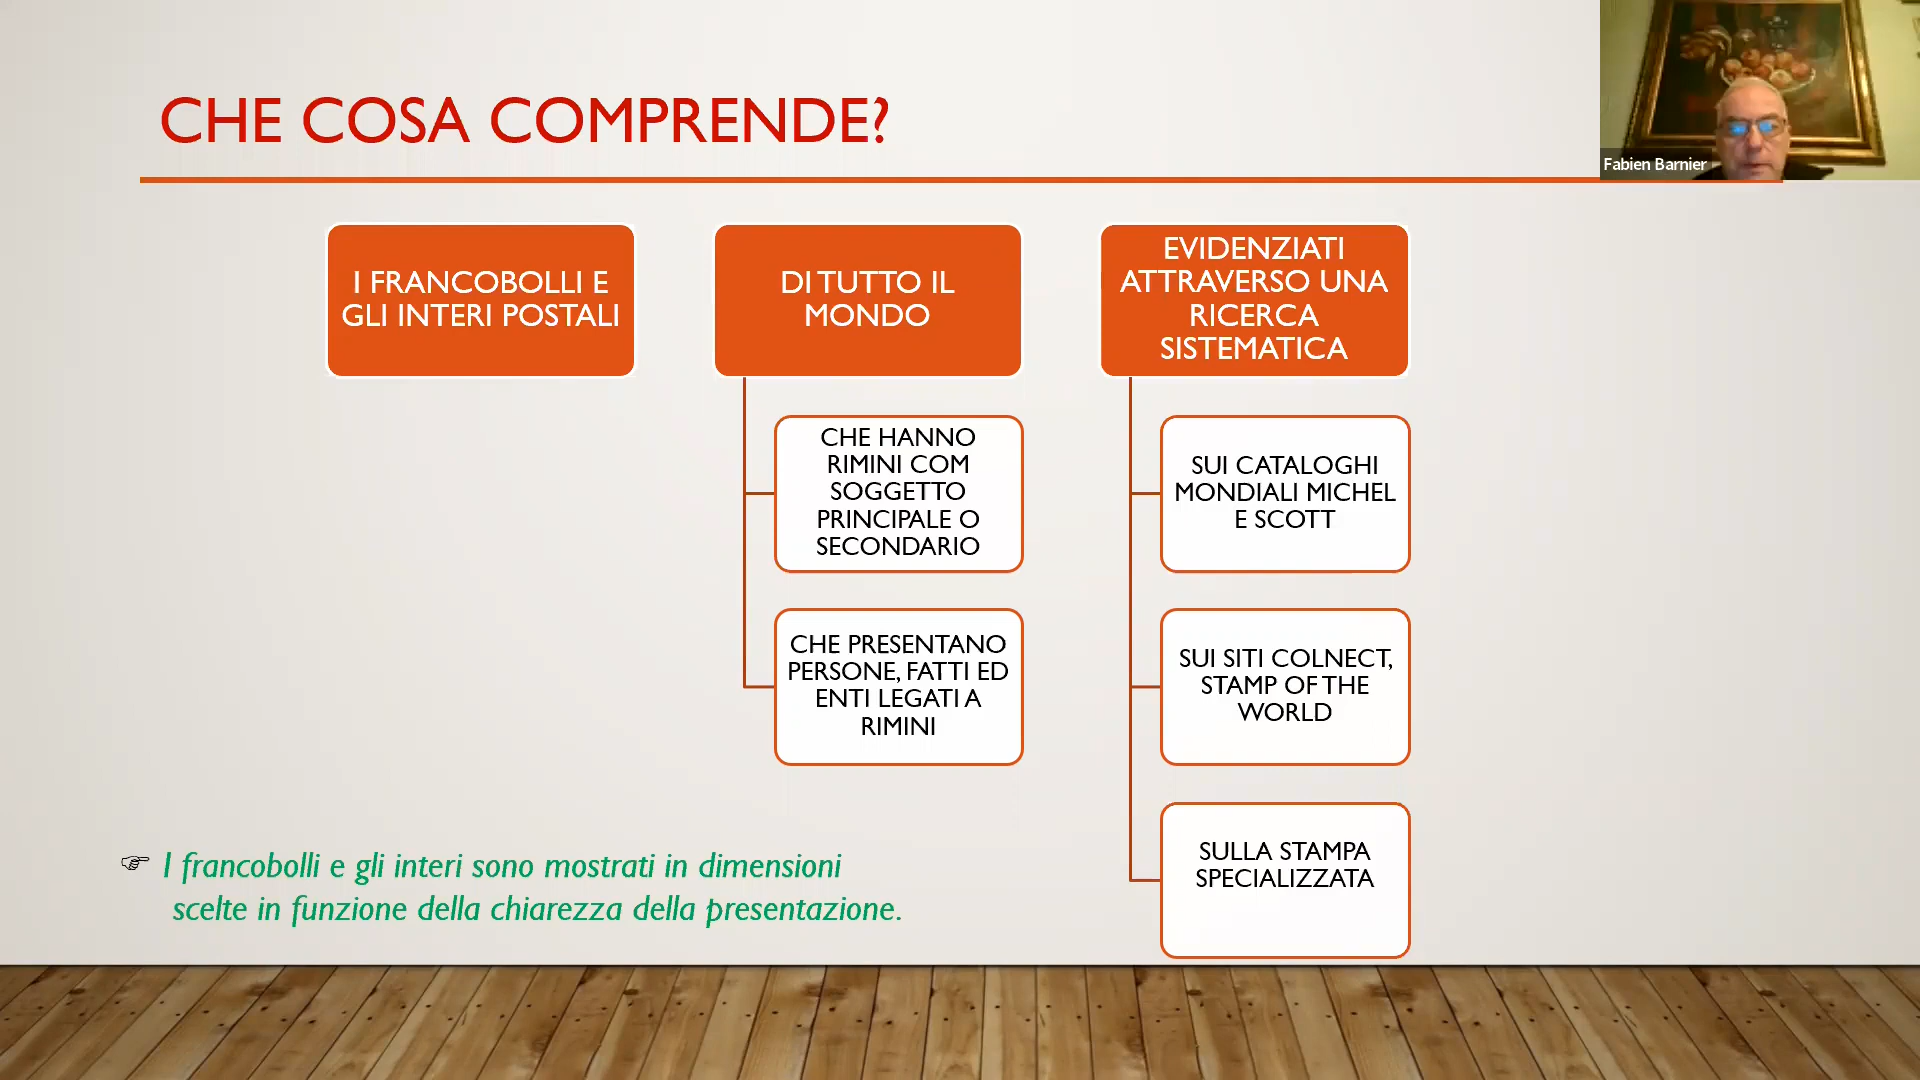 CHE COSA COMPRENDE?
Fabien Barnier
I FRANCOBOLLI E
GLI INTERI POSTALI
DI TUTTO IL
MONDO
CHE HANNO
RIMINI COM
SOGGETTO
PRINCIPALE O
SECONDARIO
CHE PRESENTANO
PERSONE, FATTI ED
ENTI LEGATI A
RIMINI
EVIDENZIATI
ATTRAVERSO UNA
RICERCA
SISTEMATICA
SUI CATALOGHI
MONDIALI MICHEL
E SCOTT
SUI SITI COLNECT,
STAMP OF THE
WORLD
SULLA STAMPA
SPECIALIZZATA
☞ I francobolli e gli interi sono mostrati in dimensioni
scelte in funzione della chiarezza della presentazione.